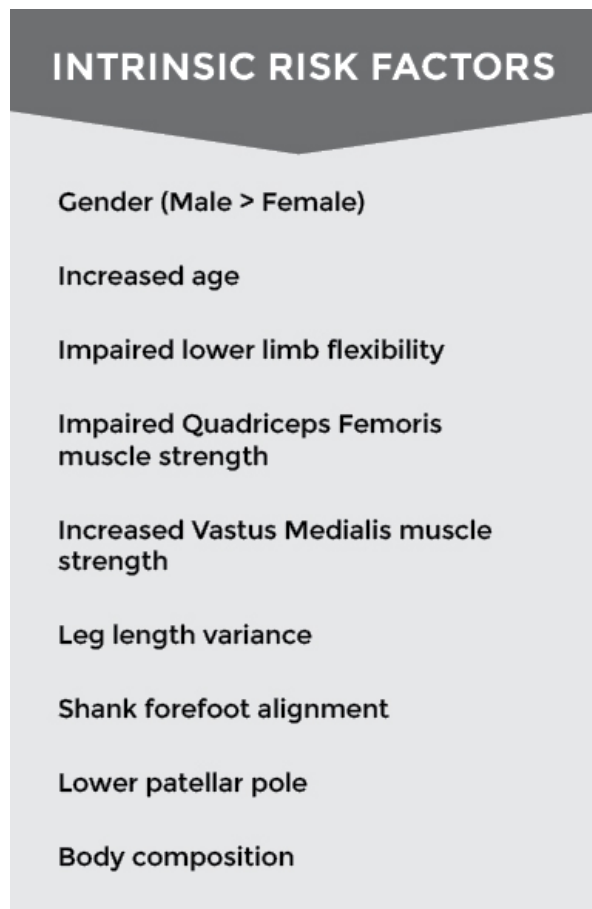 INTRINSIC RISK FACTORS
Gender (Male > Female)
Increased age
Impaired lower limb flexibility
Impaired Quadriceps Femoris
muscle strength
Increased Vastus Medialis muscle
strength
Leg length variance
Shank forefoot alignment
Lower patellar pole
Body composition